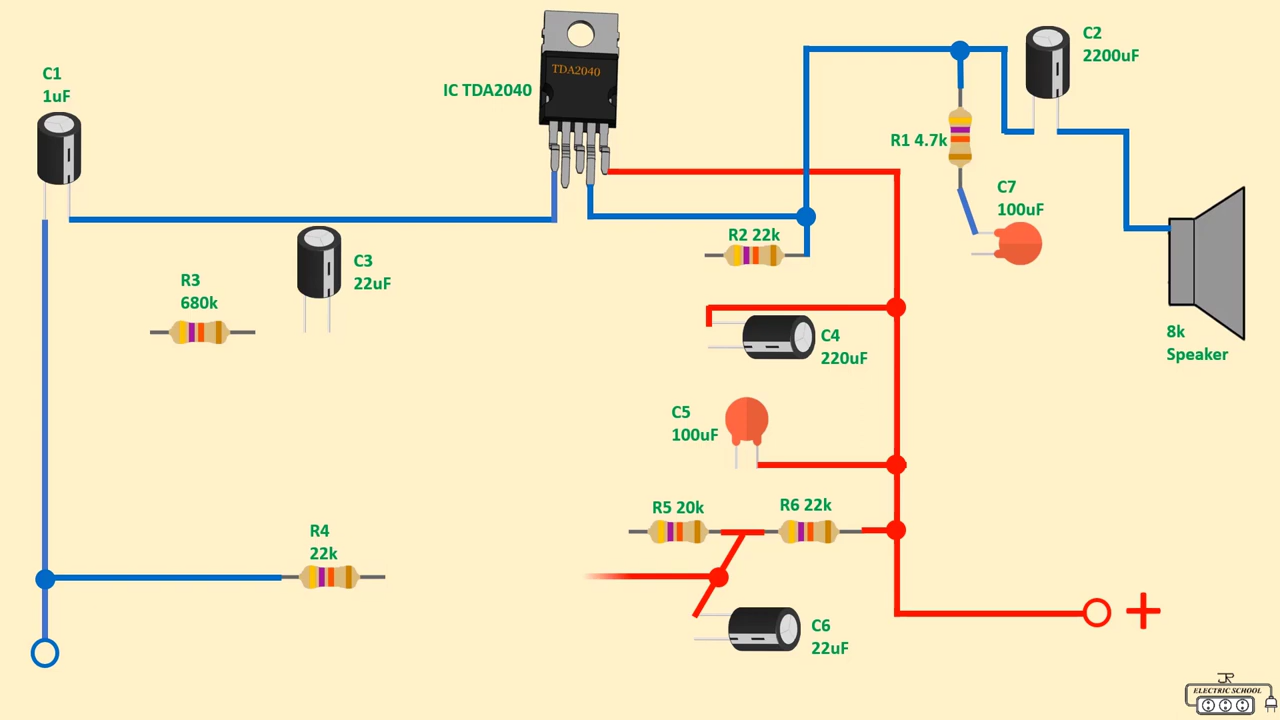 C1
1uF
IC TDA2040
TDA2040
C2
2200uF
R1 4.7k
C7
100uF
R2 22k
C3
22uF
R3
680k
C4
220uF
8k
Speaker
C5
100uF
R5 20k
R6 22k
R4
22k
C6
22uF
+
JR
ELECTRIC SCHOOL